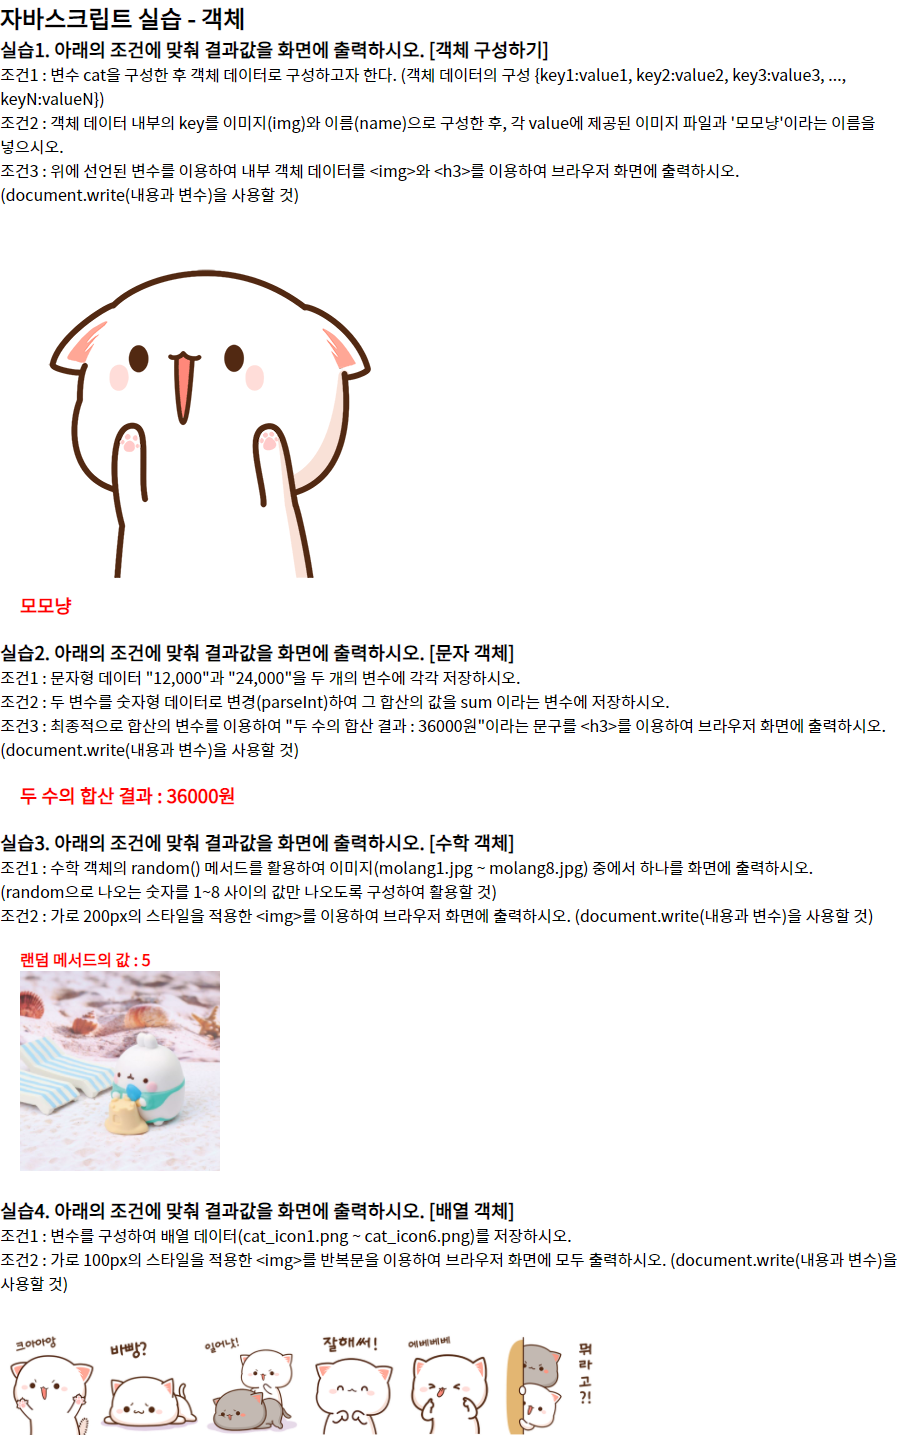 자바스크립트 실습 - 객체
실습1. 아래의 조건에 맞춰 결과값을 화면에 출력하시오. [객체 구성하기]
조건1 : 변수 cat을 구성한 후 객체 데이터로 구성하고자 한다. (객체 데이터의 구성 {key1:value1, key2:value2, key3:value3, ...,
keyN:valueN})
조건2 : 객체 데이터 내부의 key를 이미지(img)와 이름(name)으로 구성한 후, 각 value에 제공된 이미지 파일과 '모모냥'이라는 이름을
넣으시오.
조건3 : 위에 선언된 변수를 이용하여 내부 객체 데이터를 <img>와 <h3>를 이용하여 브라우저 화면에 출력하시오.
(document.write(내용과 변수)을 사용할 것)
모모냥
실습2. 아래의 조건에 맞춰 결과값을 화면에 출력하시오. [문자 객체]
조건1 : 문자형 데이터 "12,000"과 "24,000"을 두 개의 변수에 각각 저장하시오.
조건2 : 두 변수를 숫자형 데이터로 변경(parseInt)하여 그 합산의 값을 sum 이라는 변수에 저장하시오.
조건3 : 최종적으로 합산의 변수를 이용하여 "두 수의 합산 결과 : 36000원"이라는 문구를 <h3>를 이용하여 브라우저 화면에 출력하시오.
(document.write(내용과 변수)을 사용할 것)
두 수의 합산 결과 : 36000원
실습3. 아래의 조건에 맞춰 결과값을 화면에 출력하시오. [수학 객체]
조건1 : 수학 객체의 random() 메서드를 활용하여 이미지(molang1.jpg ~ molang8.jpg) 중에서 하나를 화면에 출력하시오.
(random으로 나오는 숫자를 1~8 사이의 값만 나오도록 구성하여 활용할 것)
조건2 : 가로 200px의 스타일을 적용한 <img>를 이용하여 브라우저 화면에 출력하시오. (document.write(내용과 변수)을 사용할 것)
랜덤 메서드의 값 : 5
실습4. 아래의 조건에 맞춰 결과값을 화면에 출력하시오. [배열 객체]
조건1 : 변수를 구성하여 배열 데이터(cat_icon1.png ~ cat_icon6.png)를 저장하시오.
조건2 : 가로 100px의 스타일을 적용한 <img>를 반복문을 이용하여 브라우저 화면에 모두 출력하시오. (document.write(내용과 변수)을
사용할 것)
크아아앙
바빵?
일어낫!
잘해써!
에베베베
뭐라고?!